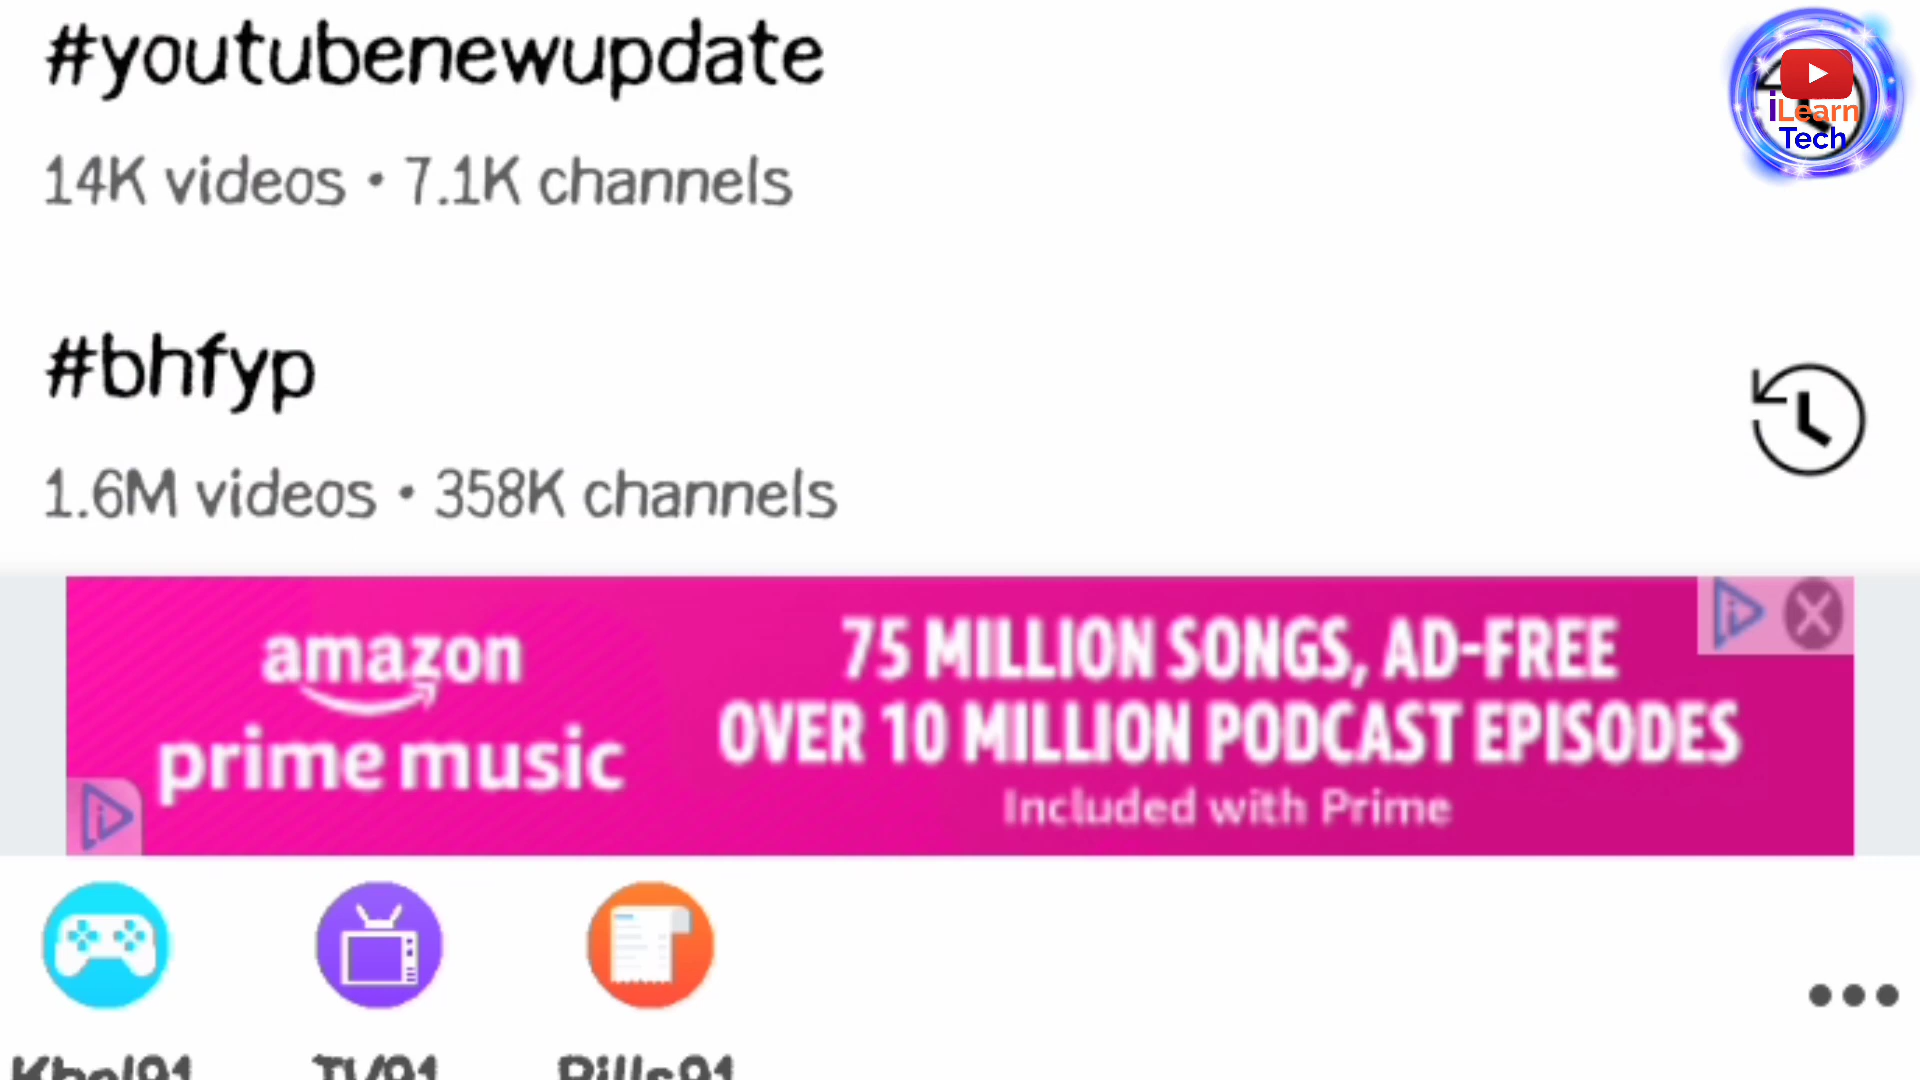 #youtubenewupdate
14K videos • 7.1K channels
iLearn
Tech
#bhfyp
1.6M videos • 358K channels
amazon
prime music
75 MILLION SONGS, AD-FREE
OVER 10 MILLION PODCAST EPISODES
Included with Prime
TV91